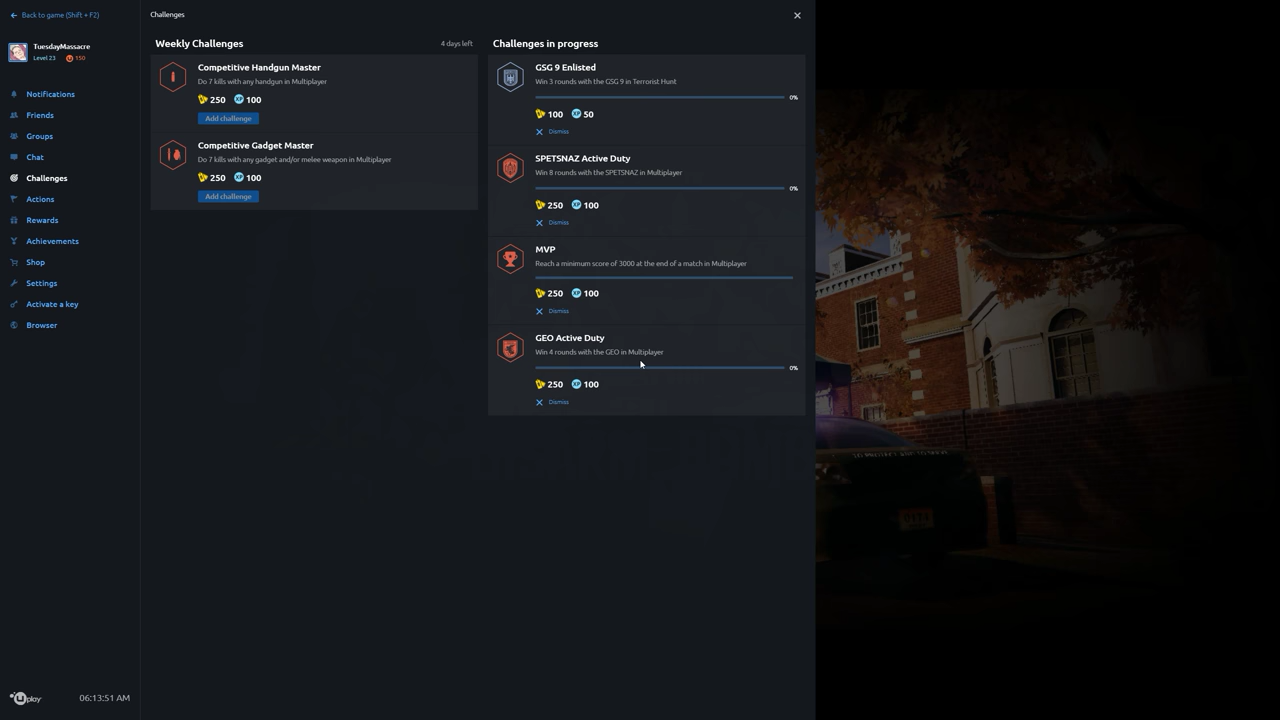 Back to game (Shift + F2)
TuesdayMassacre
Level 23 150
Notifications
Friends
Groups
Chat
Challenges
Actions
Rewards
Achievements
Shop
Settings
Activate a key
Browser
uplay 06:13:51 AM
Challenges
Weekly Challenges 4 days left
Competitive Handgun Master
Do 7 kills with any handgun in Multiplayer
250 XP 100
Add challenge
Competitive Gadget Master
Do 7 kills with any gadget and/or melee weapon in Multiplayer
250 XP 100
Add challenge
Challenges in progress
GSG 9 Enlisted
Win 3 rounds with the GSG 9 in Terrorist Hunt
0%
100 XP 50
Dismiss
SPETSNAZ Active Duty
Win 8 rounds with the SPETSNAZ in Multiplayer
0%
250 XP 100
Dismiss
MVP
Reach a minimum score of 3000 at the end of a match in Multiplayer
250 XP 100
Dismiss
GEO Active Duty
Win 4 rounds with the GEO in Multiplayer
0%
250 XP 100
Dismiss